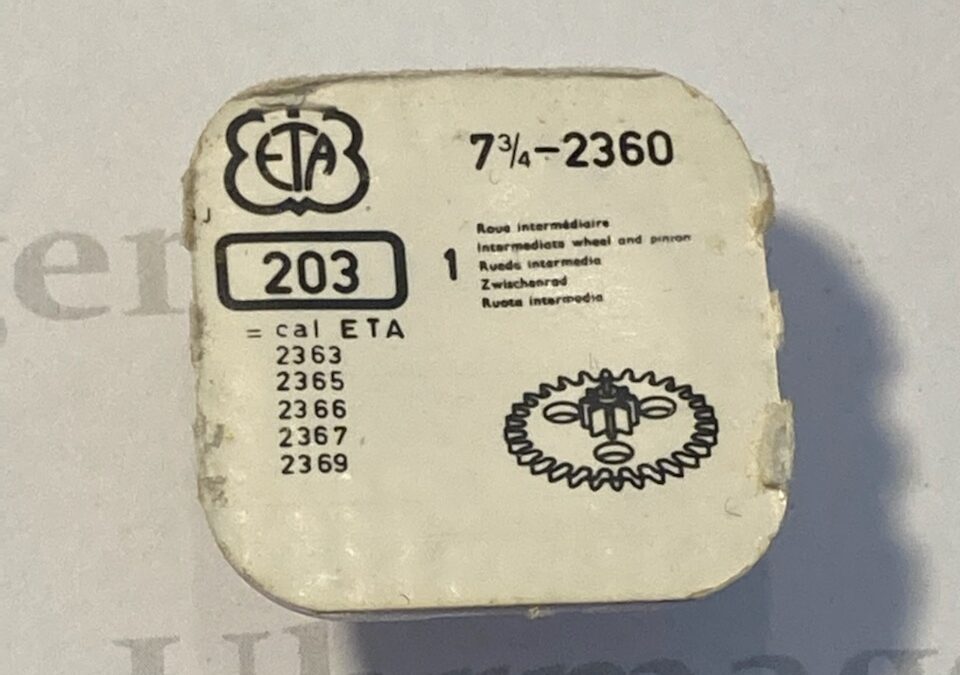 ETA
7¾-2360
203
1
Roue intermédiaire
Intermediate wheel and pinion
Rueda intermedia
Zwischenrad
Ruota intermedia
= cal ETA
2363
2365
2366
2367
2369